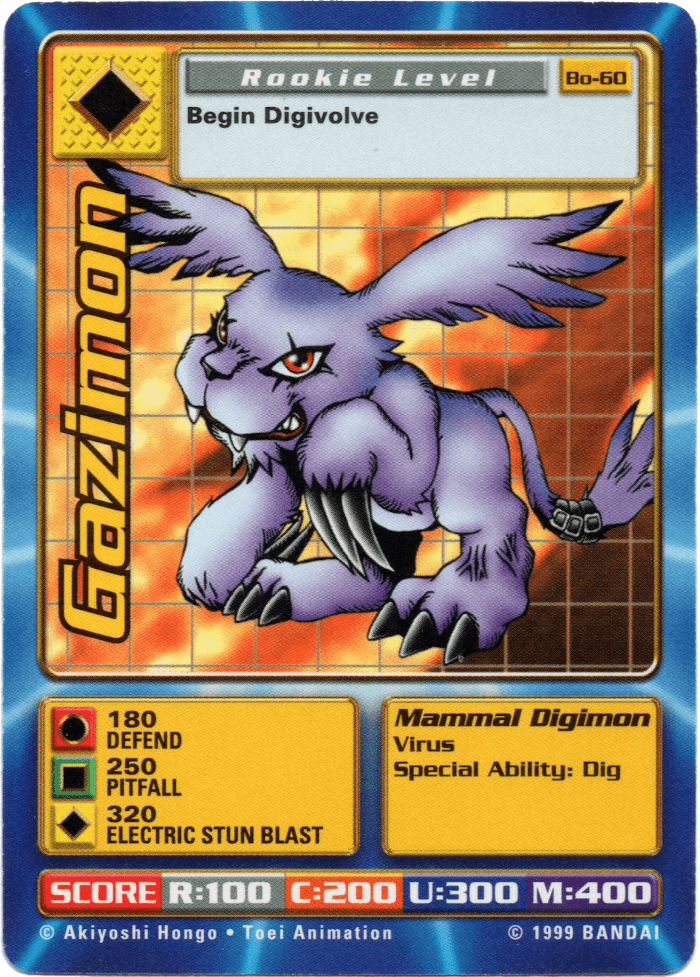 Rookie Level
Bo-60
Begin Digivolve
Gazimon
180
DEFEND
250
PITFALL
320
ELECTRIC STUN BLAST
Mammal Digimon
Virus
Special Ability: Dig
SCORE R:100 C:200 U:300 M:400
© Akiyoshi Hongo • Toei Animation
© 1999 BANDAI